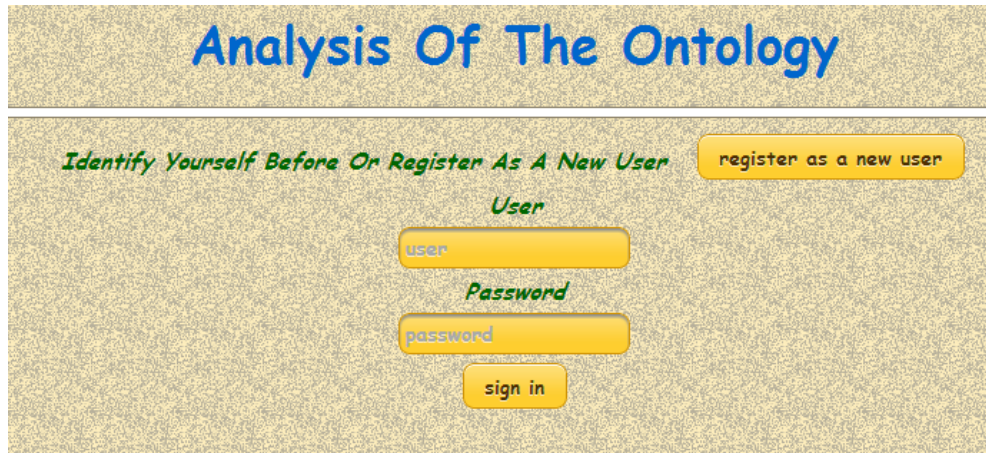 Analysis Of The Ontology
Identify Yourself Before Or Register As A New User
register as a new user
User
user
Password
password
sign in